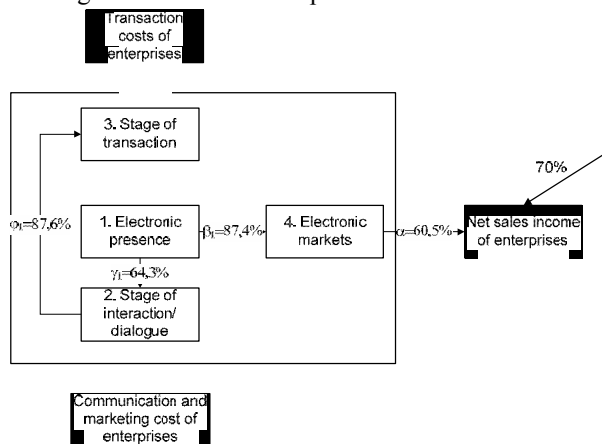 Transaction
costs of
enterprises
3. Stage of
transaction
70%
φ1=87,6%
1. Electronic
presence
β1=87,4%
4. Electronic
markets
α=60,5%
Net sales income
of enterprises
γ1=64,3%
2. Stage of
interaction/
dialogue
Communication and
marketing cost of
enterprises